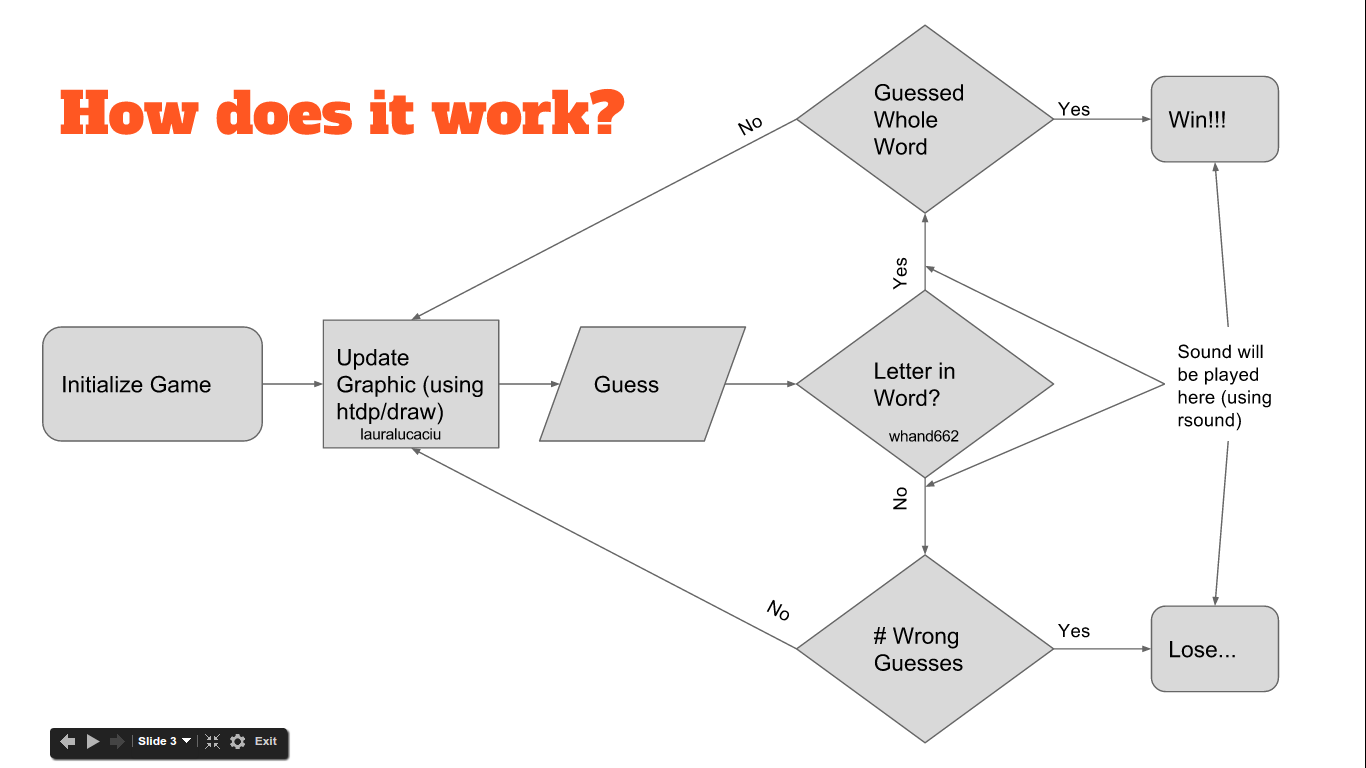 How does it work?
Guessed
Whole
Word
Yes
Win!!!
No
Yes
Initialize Game
Update
Graphic (using
htdp/draw)
lauralucaciu
Guess
Letter in
Word?
whand662
Sound will
be played
here (using
rsound)
No
No
# Wrong
Guesses
Yes
Lose...
Slide 3
Exit